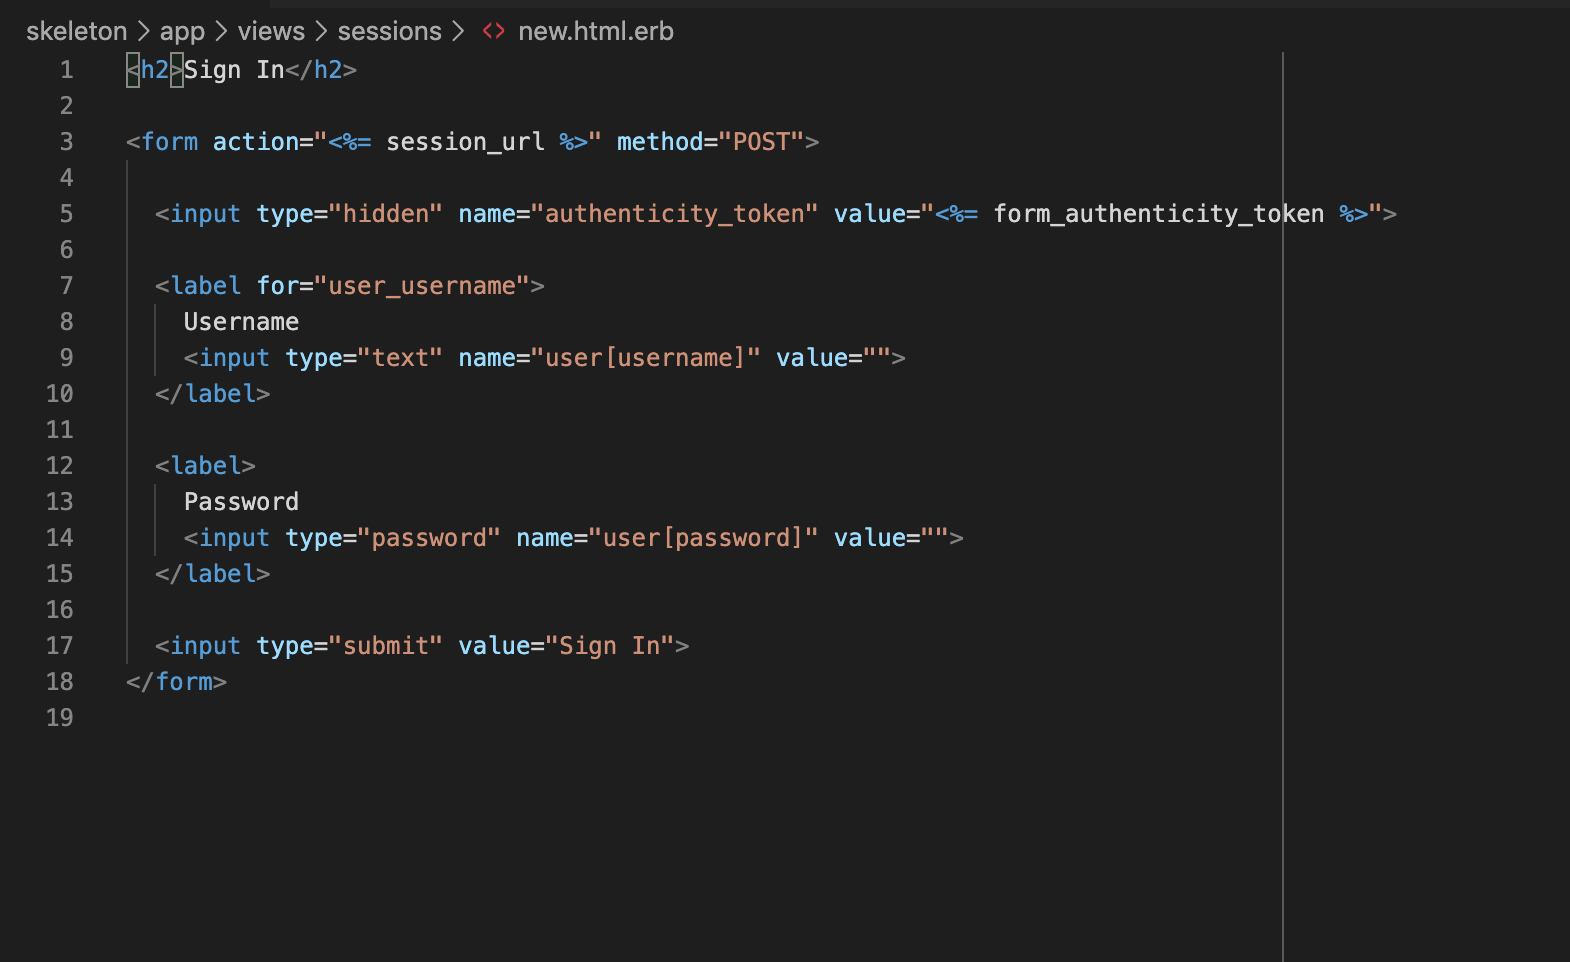 skeleton > app > views > sessions > <> new.html.erb
1 <h2>Sign In</h2>
2
3 <form action="<%= session_url %>" method="POST">
4
5 <input type="hidden" name="authenticity_token" value="<%= form_authenticity_token %>">
6
7 <label for="user_username">
8 Username
9 <input type="text" name="user[username]" value="">
10 </label>
11
12 <label>
13 Password
14 <input type="password" name="user[password]" value="">
15 </label>
16
17 <input type="submit" value="Sign In">
18 </form>
19